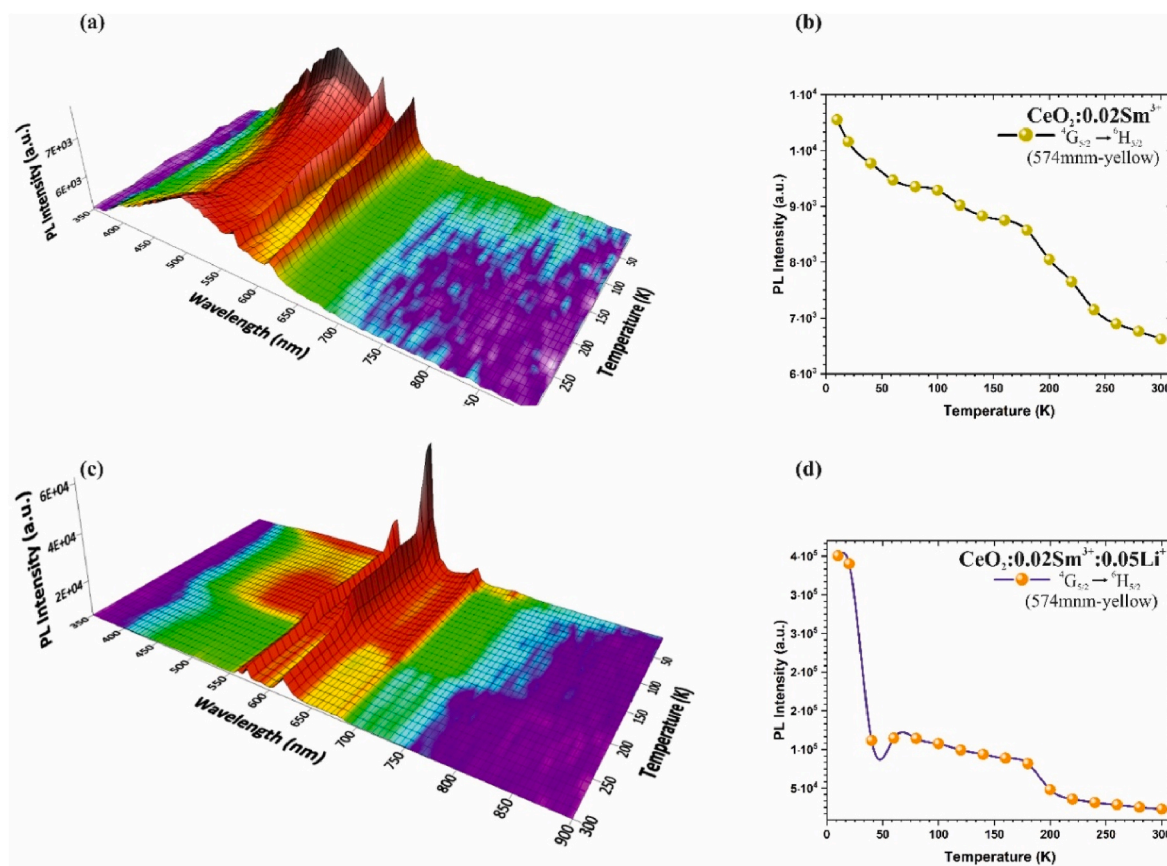 (a)
PL Intensity (a.u.)
7E+03
6E+03
350
400
450
500
550
600
650
700
750
800
50
Wavelength (nm)
50
100
150
200
250
Temperature (K)
(b)
CeO2:0.02Sm3+
4G5/2 → 6H5/2
(574mnm-yellow)
PL Intensity (a.u.)
1·10⁴
1·10⁴
9·10³
8·10³
7·10³
6·10³
0 50 100 150 200 250 300
Temperature (K)
(c)
PL Intensity (a.u.)
6E+04
4E+04
2E+04
350
400
450
500
550
600
650
700
750
800
850
900
Wavelength (nm)
50
100
150
200
250
300
Temperature (K)
(d)
CeO2:0.02Sm3+:0.05Li+
4G5/2 → 6H5/2
(574mnm-yellow)
PL Intensity (a.u.)
4·10⁵
3·10⁵
3·10⁵
2·10⁵
2·10⁵
1·10⁵
5·10⁴
0 50 100 150 200 250 300
Temperature (K)